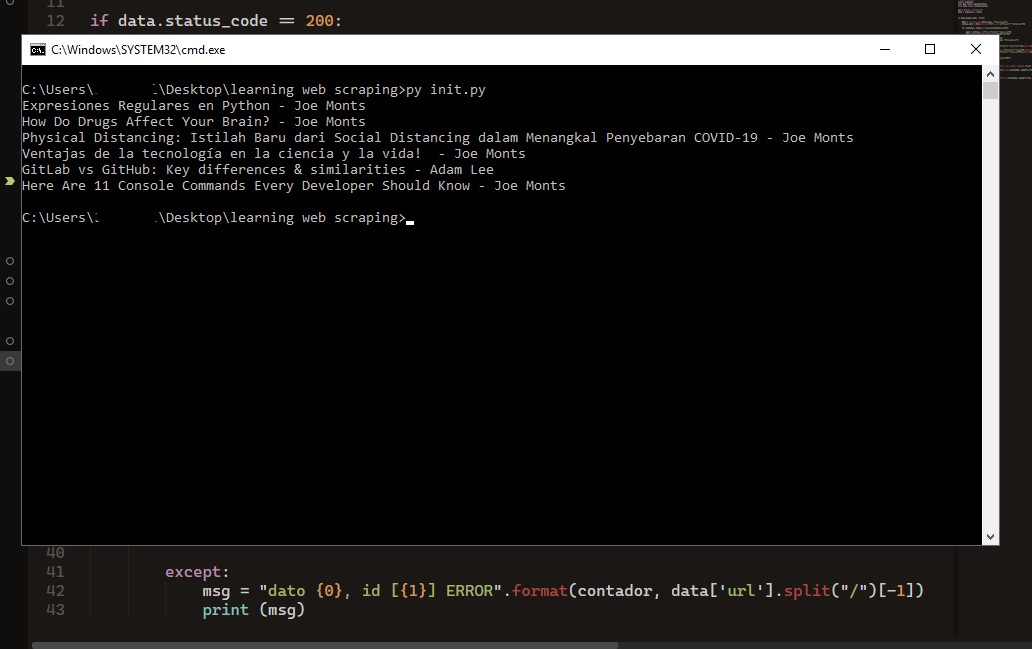 11
12 if data.status_code == 200:
C:\Windows\SYSTEM32\cmd.exe
C:\Users\. .\Desktop\learning web scraping>py init.py
Expresiones Regulares en Python - Joe Monts
How Do Drugs Affect Your Brain? - Joe Monts
Physical Distancing: Istilah Baru dari Social Distancing dalam Menangkal Penyebaran COVID-19 - Joe Monts
Ventajas de la tecnología en la ciencia y la vida!  - Joe Monts
GitLab vs GitHub: Key differences & similarities - Adam Lee
Here Are 11 Console Commands Every Developer Should Know - Joe Monts
C:\Users\. .\Desktop\learning web scraping>
40
41 except:
42 msg = "dato {0}, id [{1}] ERROR".format(contador, data['url'].split("/")[-1])
43 print (msg)